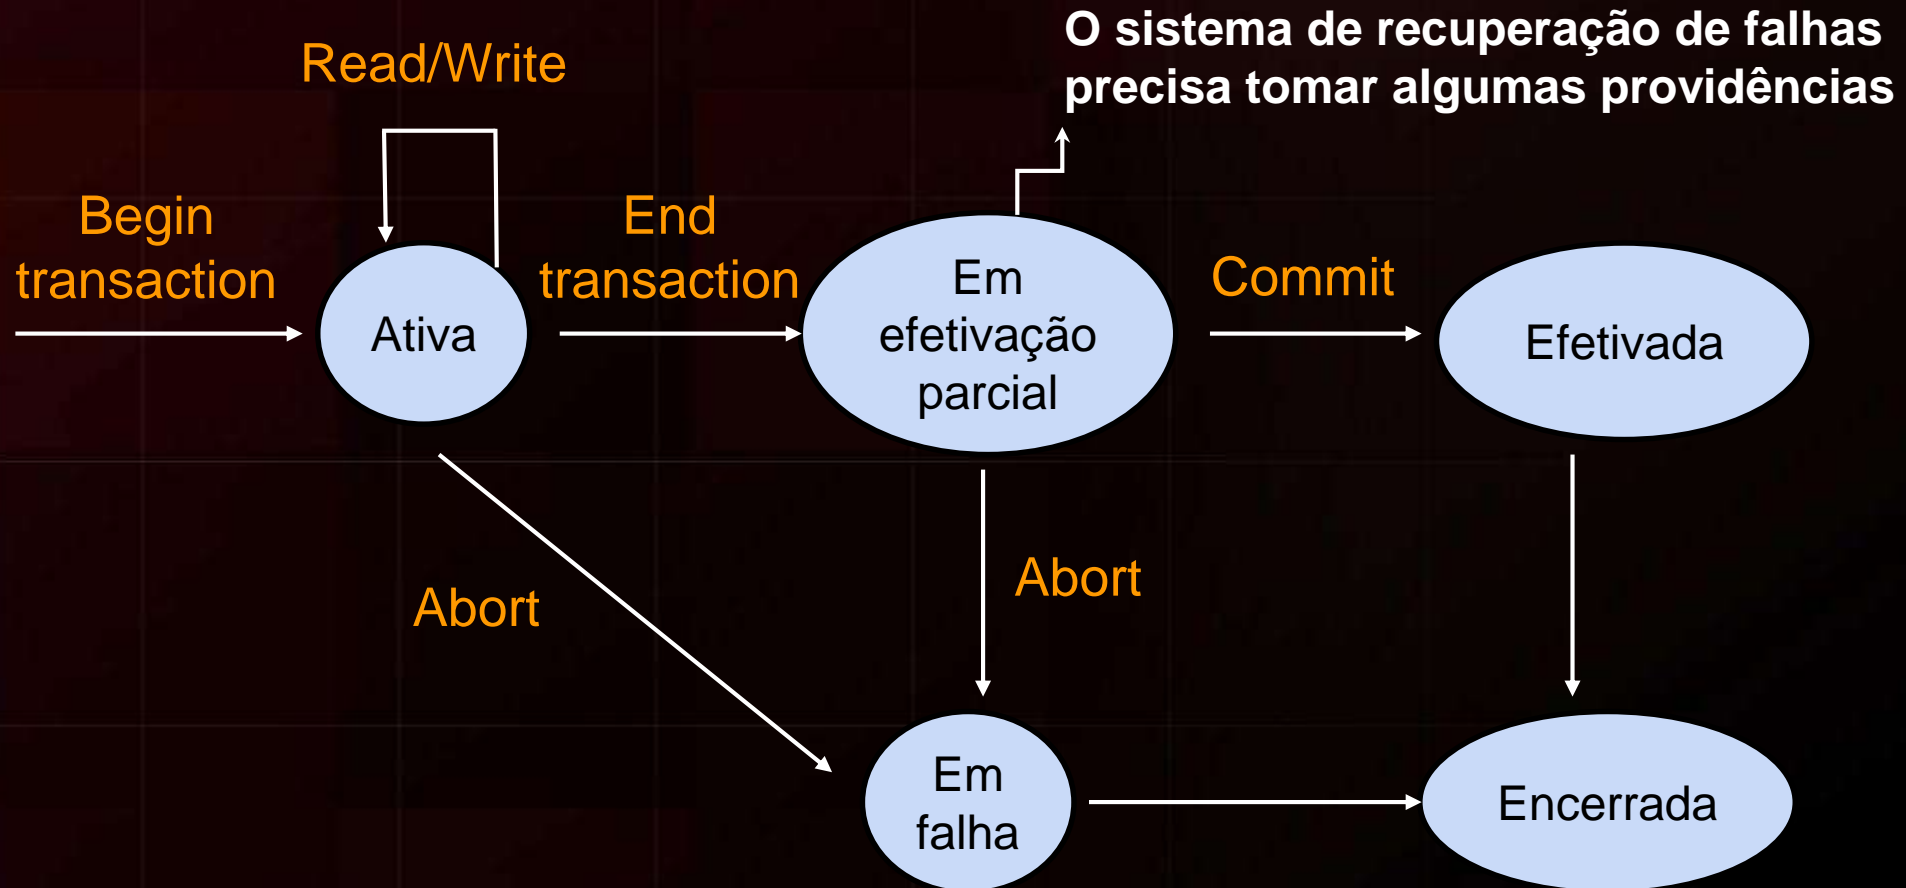 O sistema de recuperação de falhas
precisa tomar algumas providências
Read/Write
Begin
transaction
End
transaction
Commit
Ativa
Em
efetivação
parcial
Efetivada
Abort
Abort
Em
falha
Encerrada